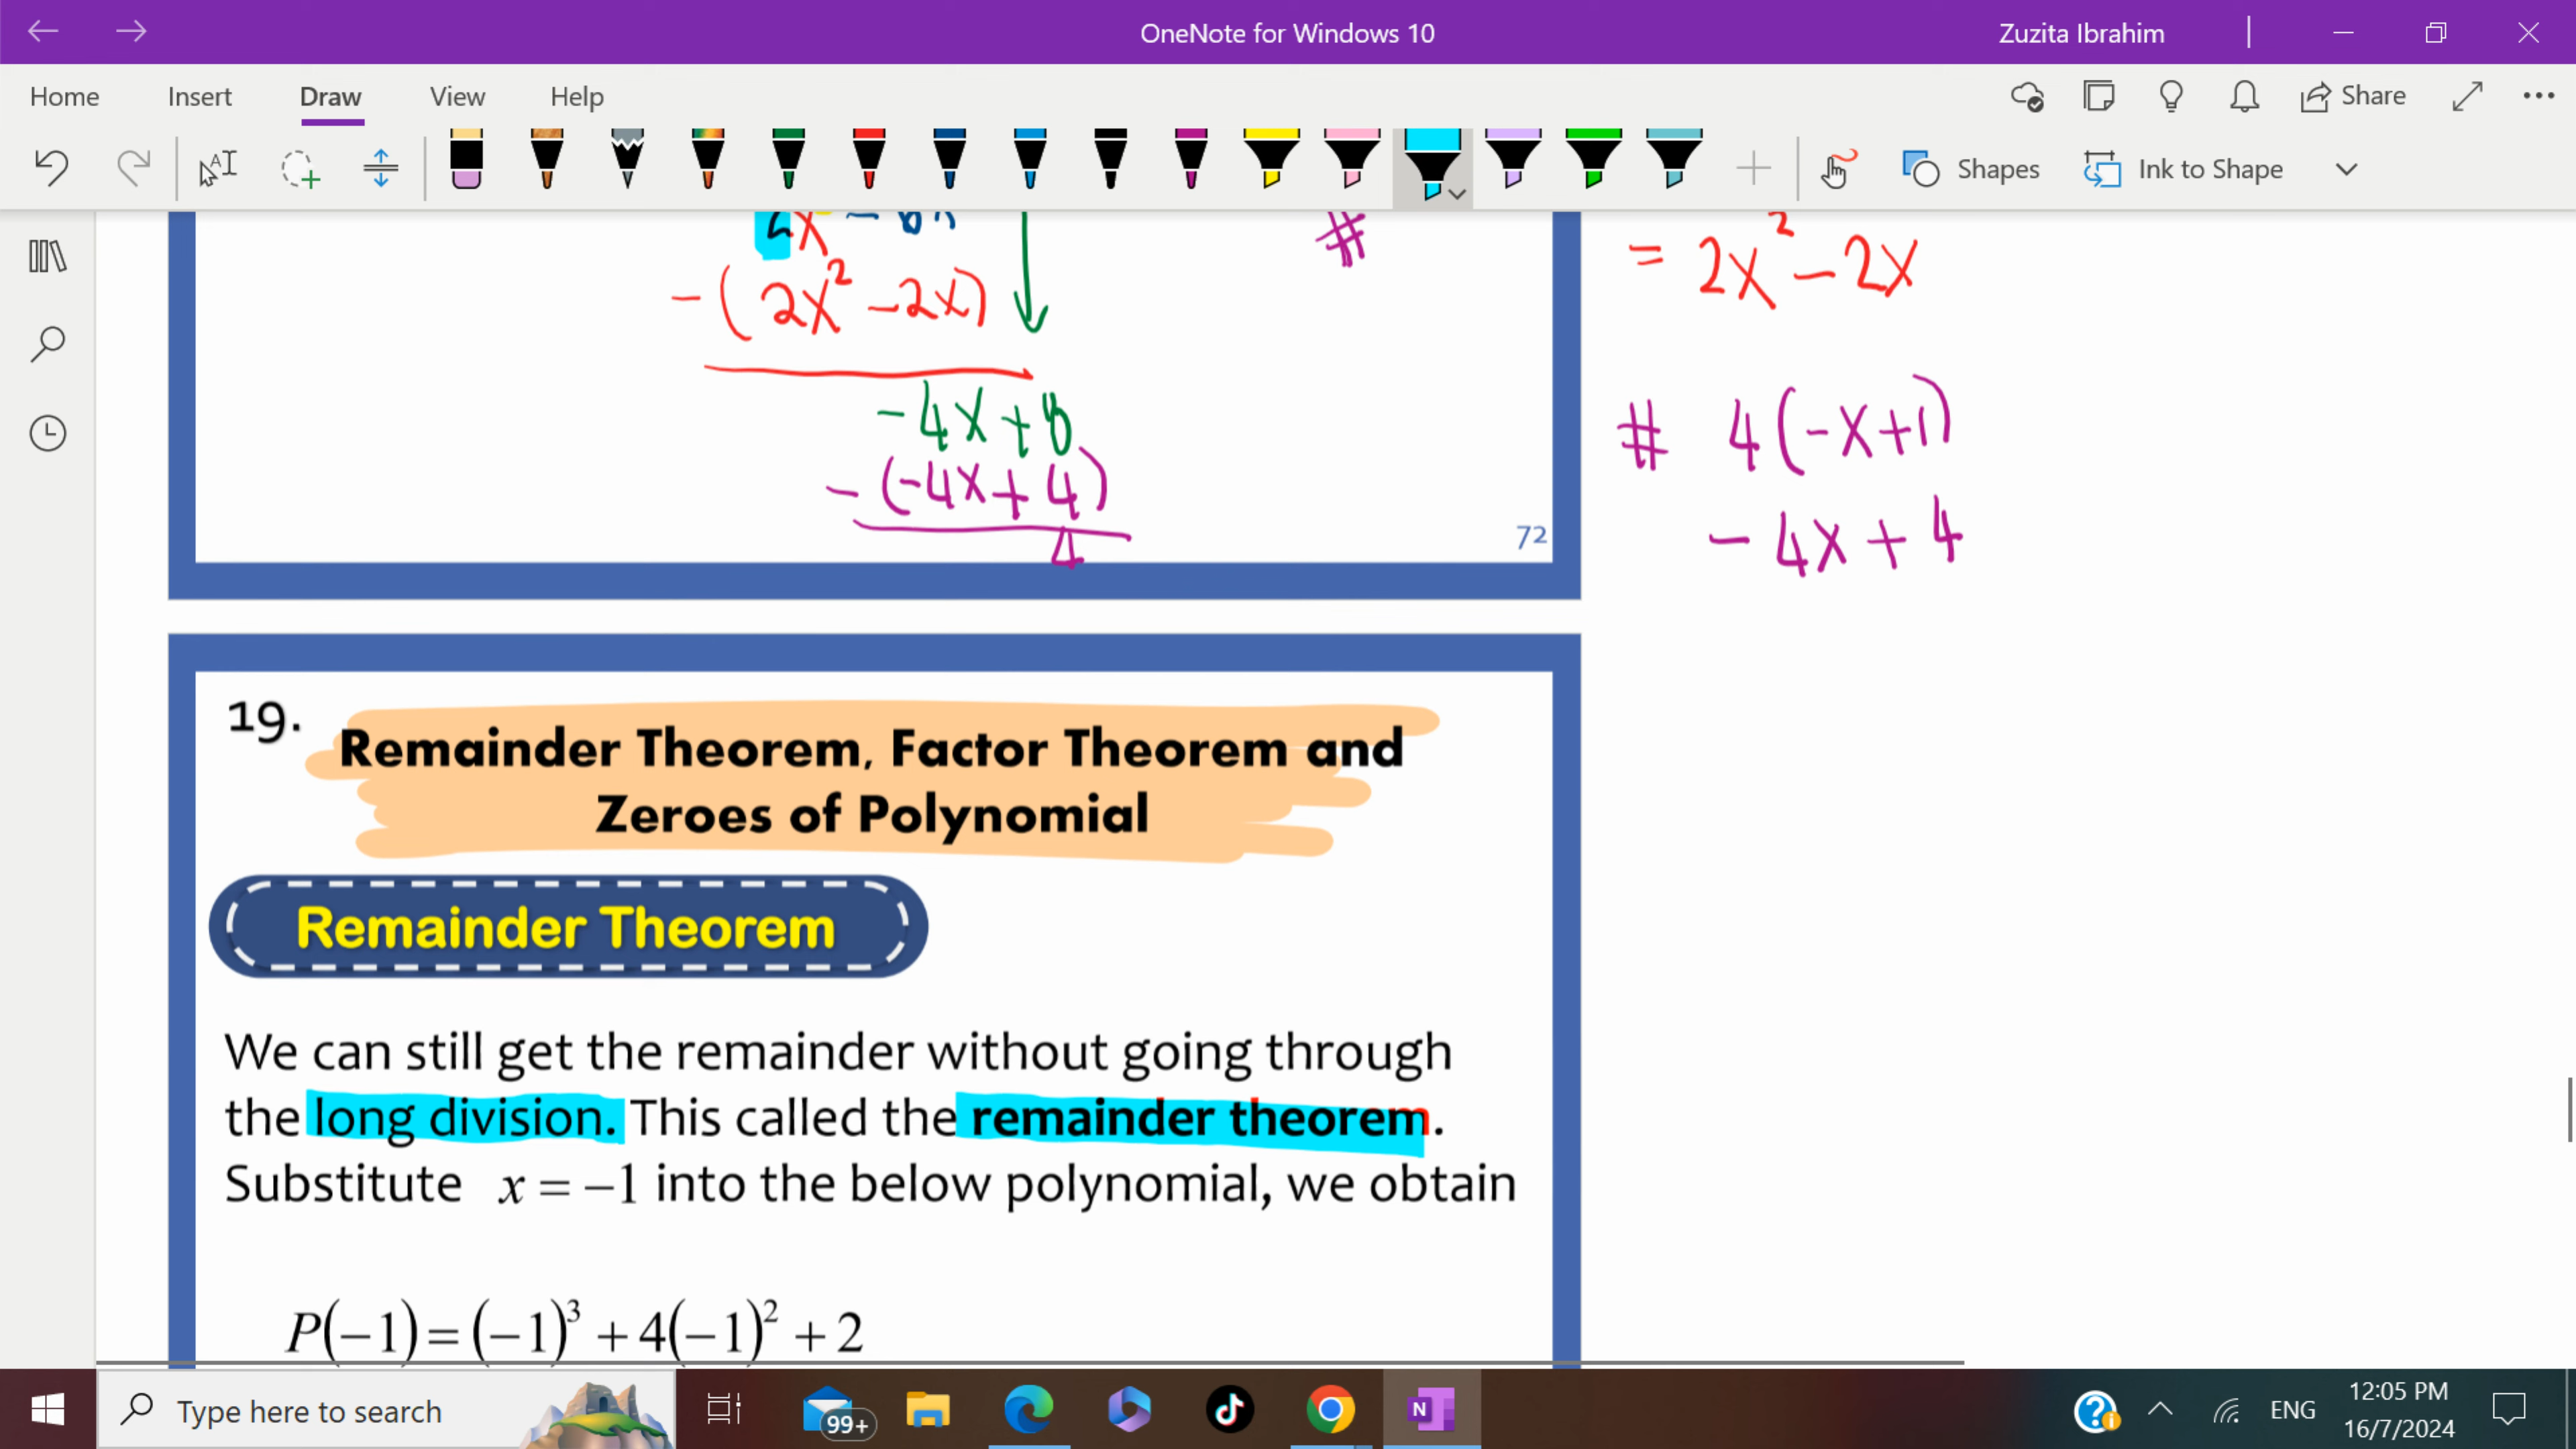 OneNote for Windows 10
Zuzita Ibrahim
Home Insert Draw View Help
Share
Shapes
Ink to Shape
-(2x² -2x)
= 2x² -2x
#
-4x+8
# 4(-x+1)
-(-4x+4)
-4x+4
4
72
19.
Remainder Theorem, Factor Theorem and
Zeroes of Polynomial
Remainder Theorem
We can still get the remainder without going through
the long division. This called the remainder theorem.
Substitute x = −1 into the below polynomial, we obtain
P(−1) = (−1)³ + 4(−1)² + 2
Type here to search
99+
ENG
12:05 PM
16/7/2024